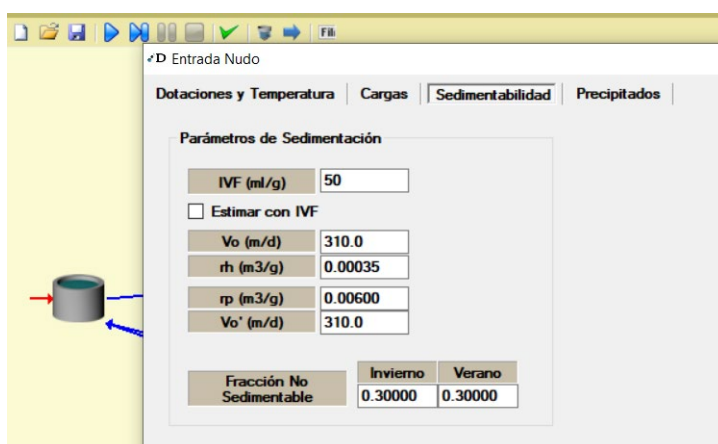 Fili
D Entrada Nudo
Dotaciones y Temperatura Cargas Sedimentabilidad Precipitados
Parámetros de Sedimentación
IVF (ml/g) 50
Estimar con IVF
Vo (m/d) 310.0
rh (m3/g) 0.00035
rp (m3/g) 0.00600
Vo' (m/d) 310.0
Invierno Verano
Fracción No
Sedimentable 0.30000 0.30000